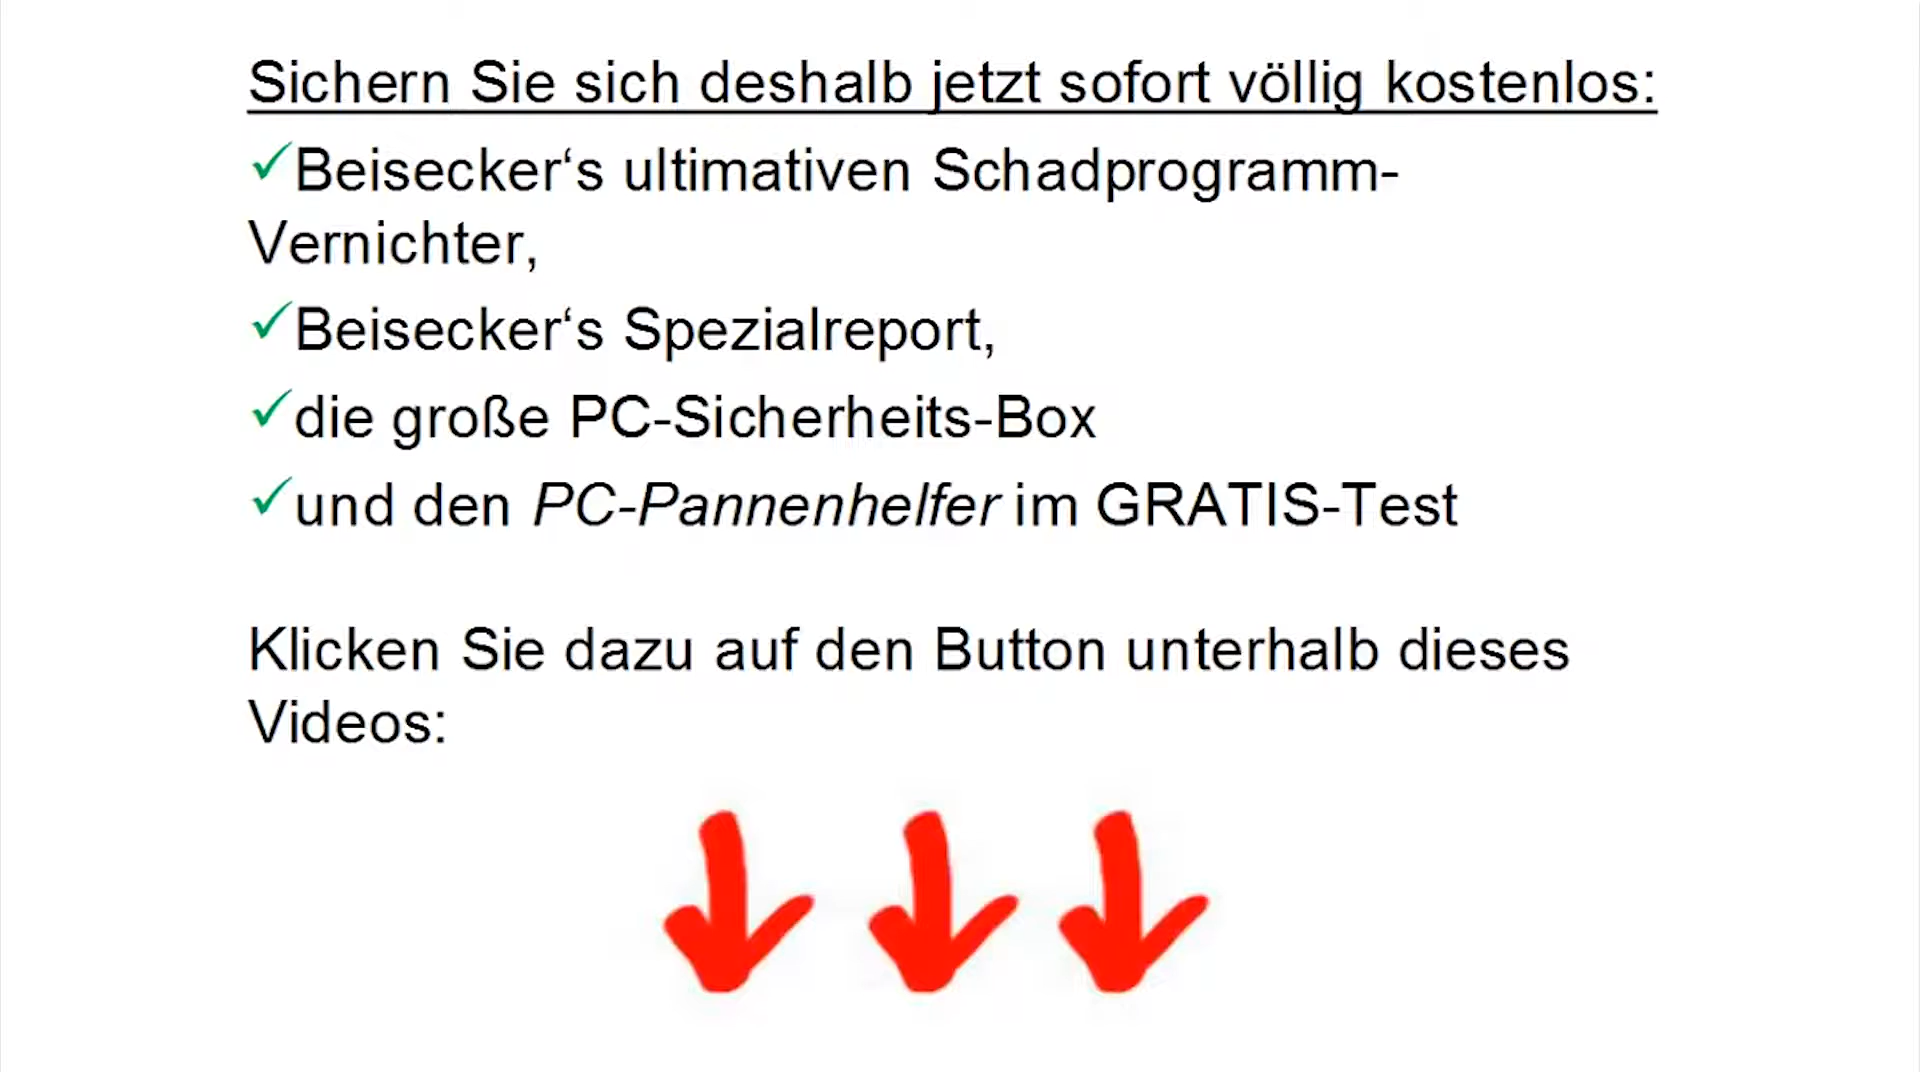 Sichern Sie sich deshalb jetzt sofort völlig kostenlos:
✓Beisecker‘s ultimativen Schadprogramm-
Vernichter,
✓Beisecker‘s Spezialreport,
✓die große PC-Sicherheits-Box
✓und den PC-Pannenhelfer im GRATIS-Test
Klicken Sie dazu auf den Button unterhalb dieses
Videos: